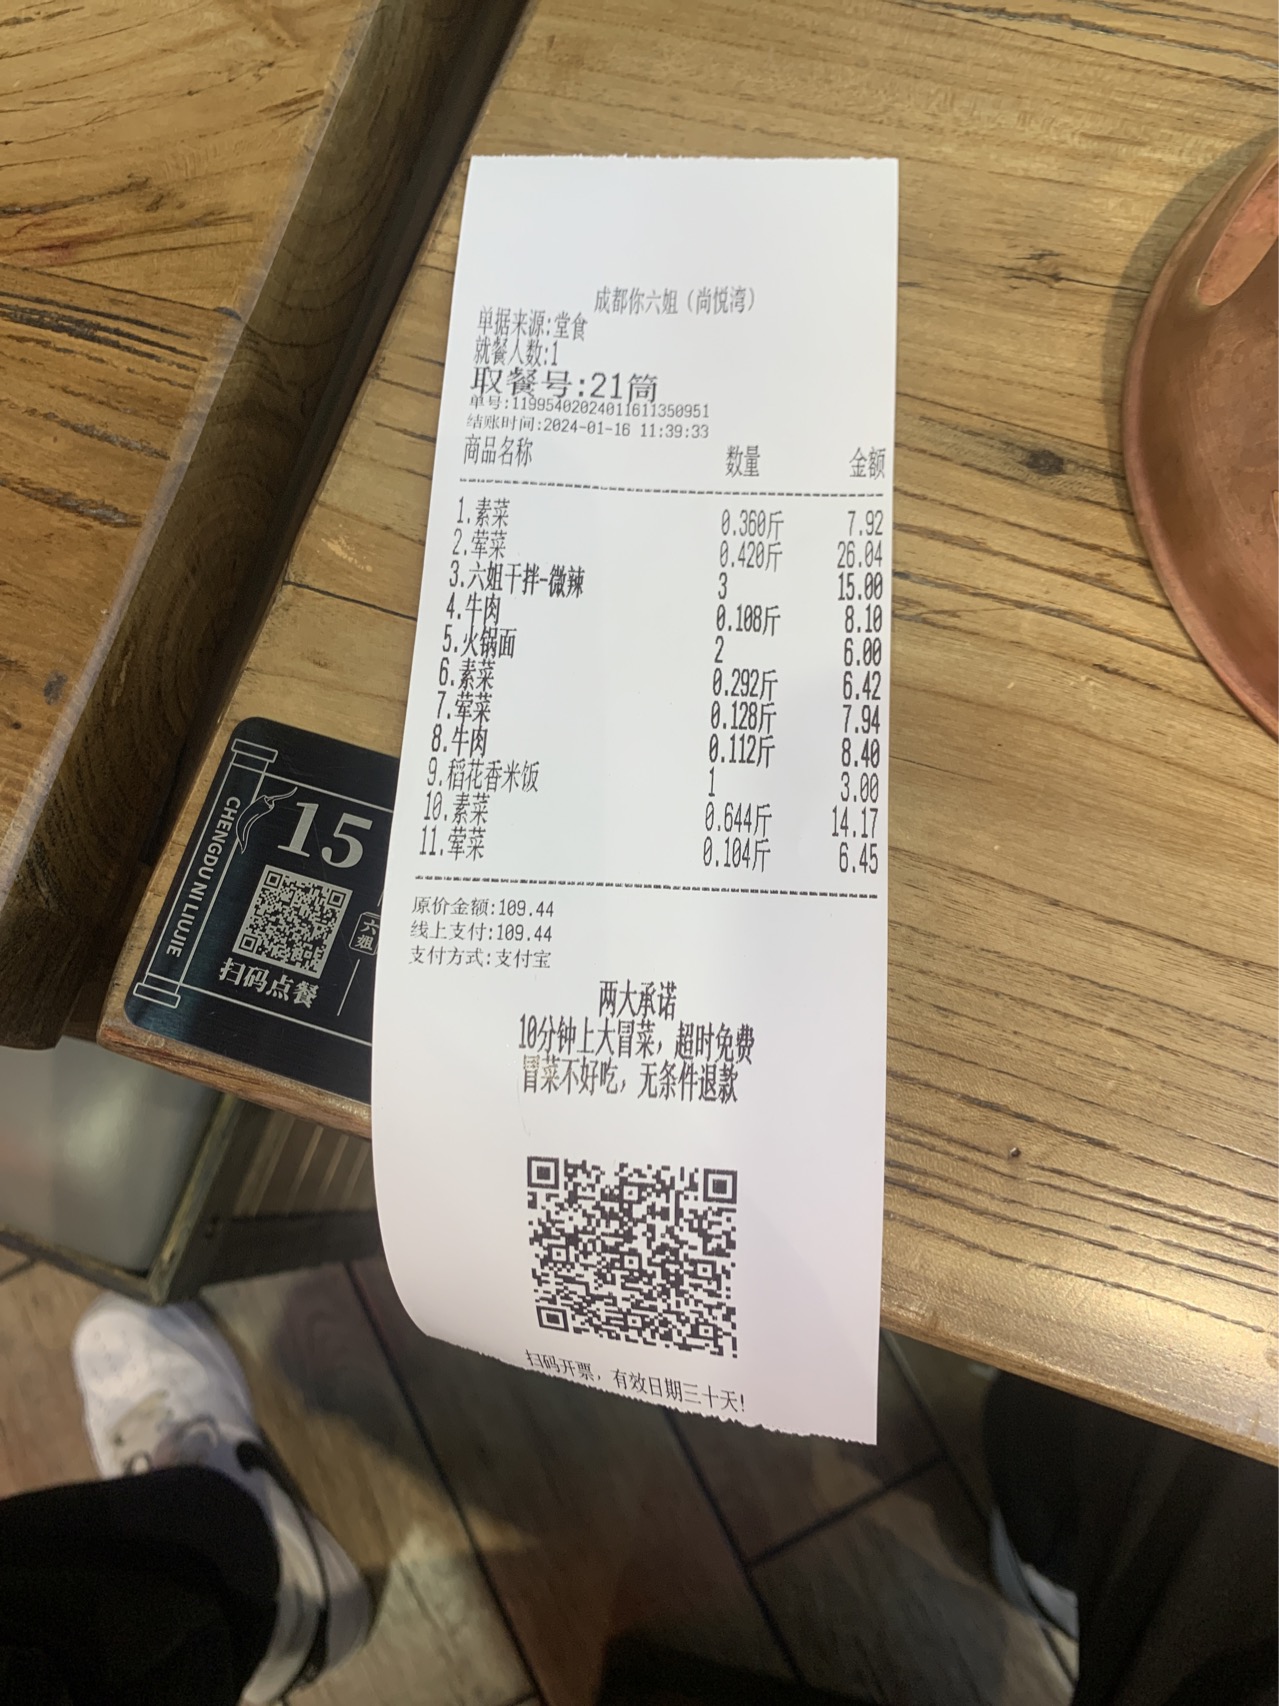 成都你六姐（尚悦湾）
单据来源:堂食
就餐人数:1
取餐号:21筒
单号:11995402024011611350951
结账时间:2024-01-16 11:39:33
商品名称 数量 金额
1.素菜 0.360斤 7.92
2.荤菜 0.420斤 26.04
3.六姐干拌-微辣 3 15.00
4.牛肉 0.108斤 8.10
5.火锅面 2 6.00
6.素菜 0.292斤 6.42
7.荤菜 0.128斤 7.94
8.牛肉 0.112斤 8.40
9.稻花香米饭 1 3.00
10.素菜 0.644斤 14.17
11.荤菜 0.104斤 6.45
原价金额:109.44
线上支付:109.44
支付方式:支付宝
两大承诺
10分钟上大冒菜，超时免费
冒菜不好吃，无条件退款
扫码开票，有效日期三十天!
CHENGDU NI LIUJIE
15
六姐
扫码点餐